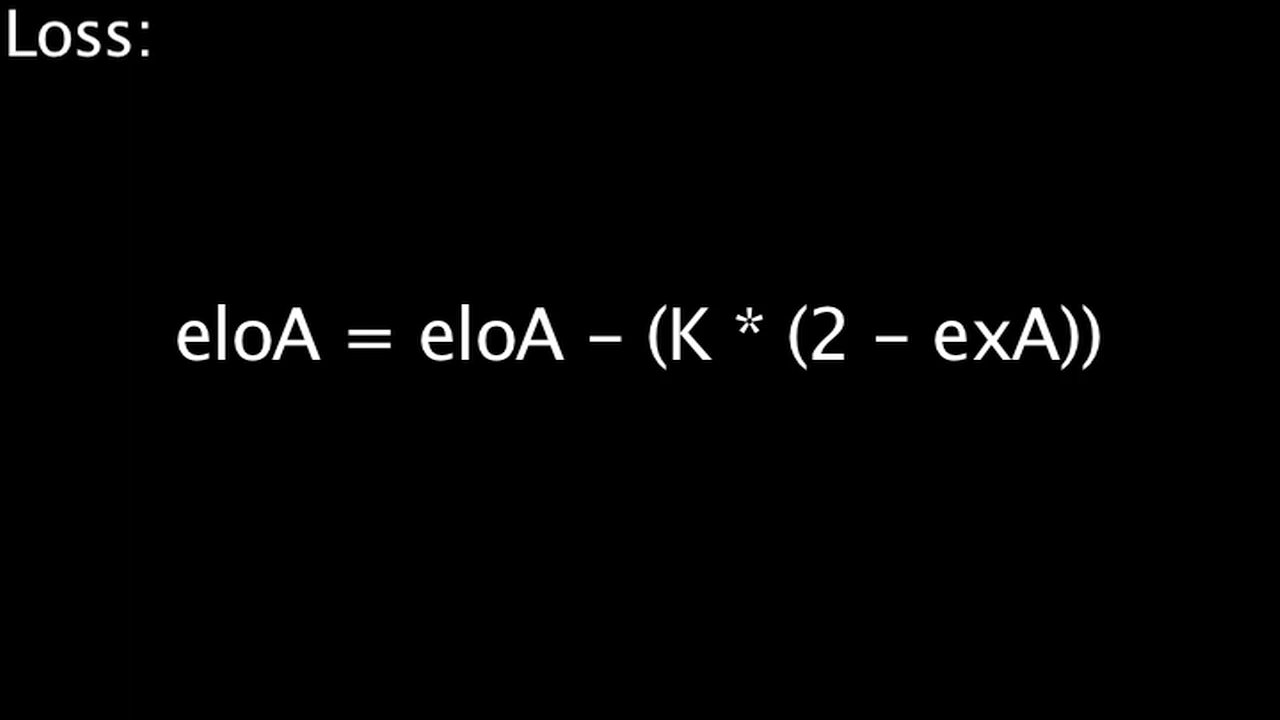 Loss:
eloA = eloA – (K * (2 – exA))